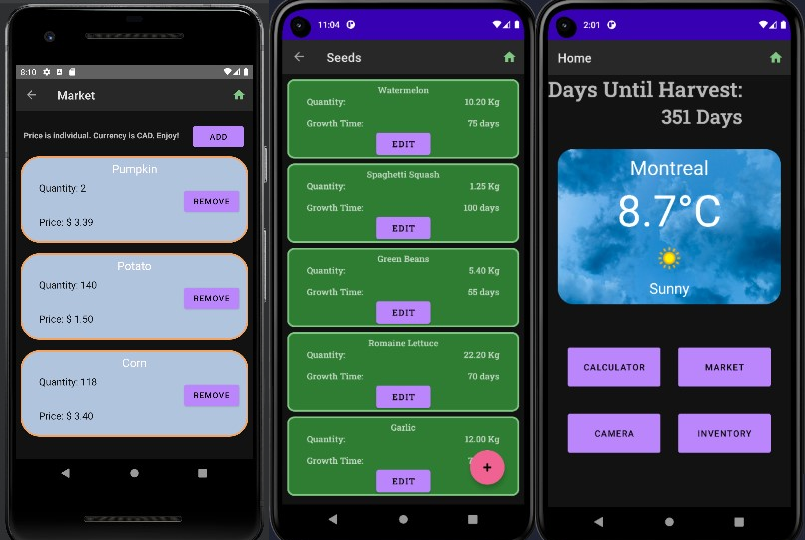 8:10
Market
Price is individual. Currency is CAD. Enjoy!
ADD
Pumpkin
Quantity: 2
REMOVE
Price: $ 3.39
Potato
Quantity: 140
REMOVE
Price: $ 1.50
Corn
Quantity: 118
REMOVE
Price: $ 3.40
11:04
Seeds
Watermelon
Quantity: 10.20 Kg
Growth Time: 75 days
EDIT
Spaghetti Squash
Quantity: 1.25 Kg
Growth Time: 100 days
EDIT
Green Beans
Quantity: 5.40 Kg
Growth Time: 55 days
EDIT
Romaine Lettuce
Quantity: 22.20 Kg
Growth Time: 70 days
EDIT
Garlic
Quantity: 12.00 Kg
Growth Time:
+
EDIT
2:01
Home
Days Until Harvest:
351 Days
Montreal
8.7°C
Sunny
CALCULATOR
MARKET
CAMERA
INVENTORY